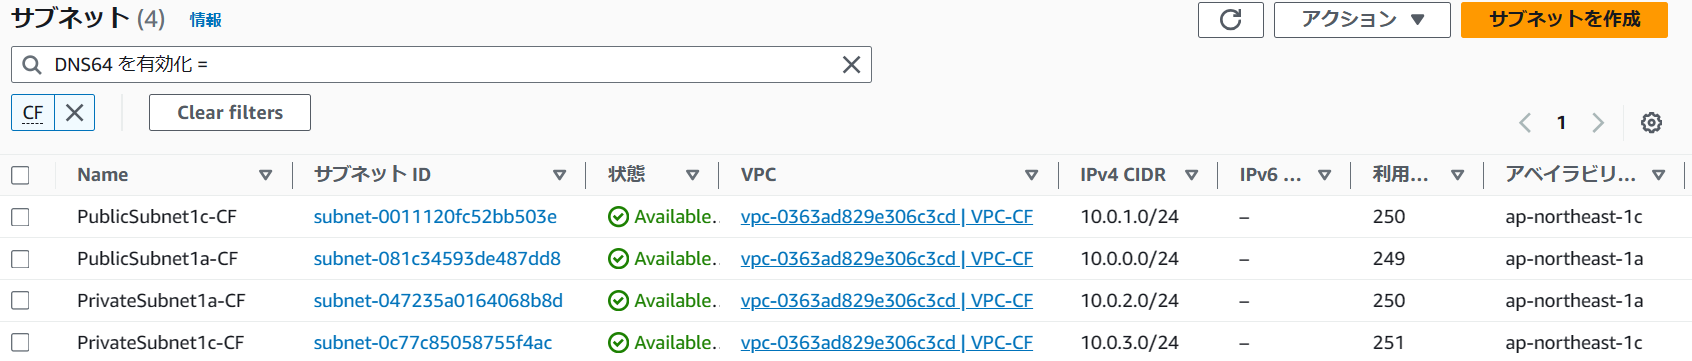 サブネット (4) 情報 アクション サブネットを作成
DNS64 を有効化 =
CF Clear filters
1
Name サブネット ID 状態 VPC IPv4 CIDR IPv6 ... 利用... アベイラビリ...
PublicSubnet1c-CF subnet-0011120fc52bb503e Available. vpc-0363ad829e306c3cd | VPC-CF 10.0.1.0/24 – 250 ap-northeast-1c
PublicSubnet1a-CF subnet-081c34593de487dd8 Available. vpc-0363ad829e306c3cd | VPC-CF 10.0.0.0/24 – 249 ap-northeast-1a
PrivateSubnet1a-CF subnet-047235a0164068b8d Available. vpc-0363ad829e306c3cd | VPC-CF 10.0.2.0/24 – 250 ap-northeast-1a
PrivateSubnet1c-CF subnet-0c77c85058755f4ac Available. vpc-0363ad829e306c3cd | VPC-CF 10.0.3.0/24 – 251 ap-northeast-1c